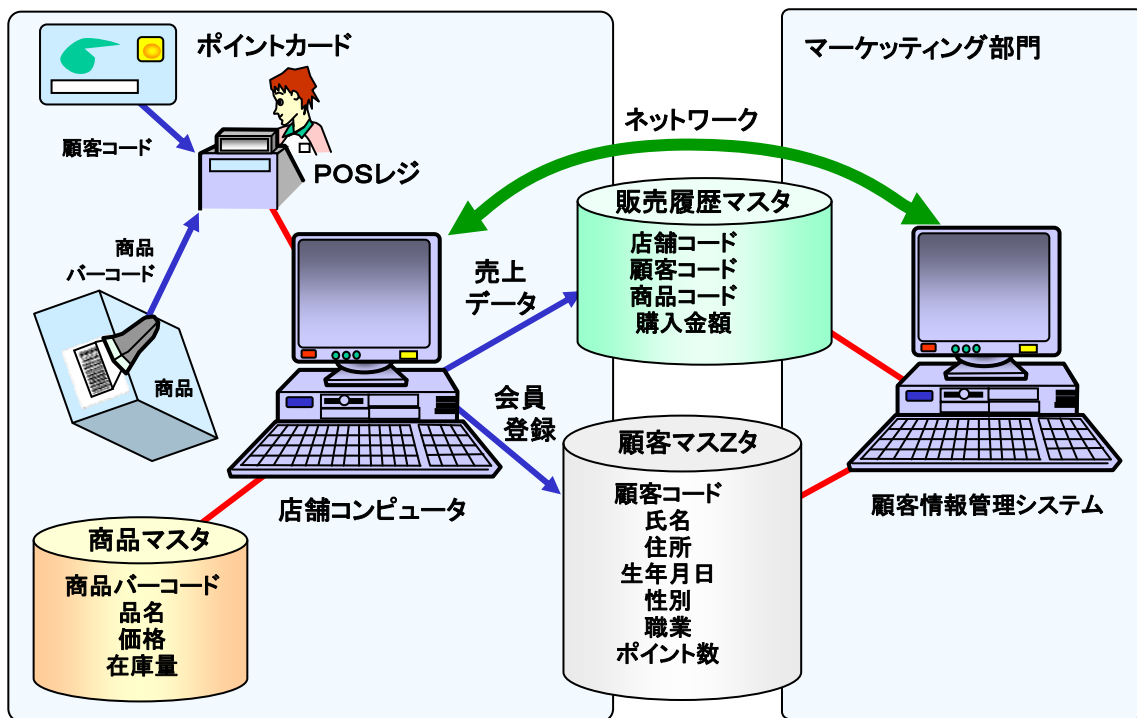 ポイントカード
マーケッティング部門
ネットワーク
顧客コード
POSレジ
販売履歴マスタ
店舗コード
顧客コード
商品コード
購入金額
商品
バーコード
売上
データ
商品
会員
登録
顧客マスZタ
顧客コード
氏名
住所
生年月日
性別
職業
ポイント数
店舗コンピュータ
顧客情報管理システム
商品マスタ
商品バーコード
品名
価格
在庫量